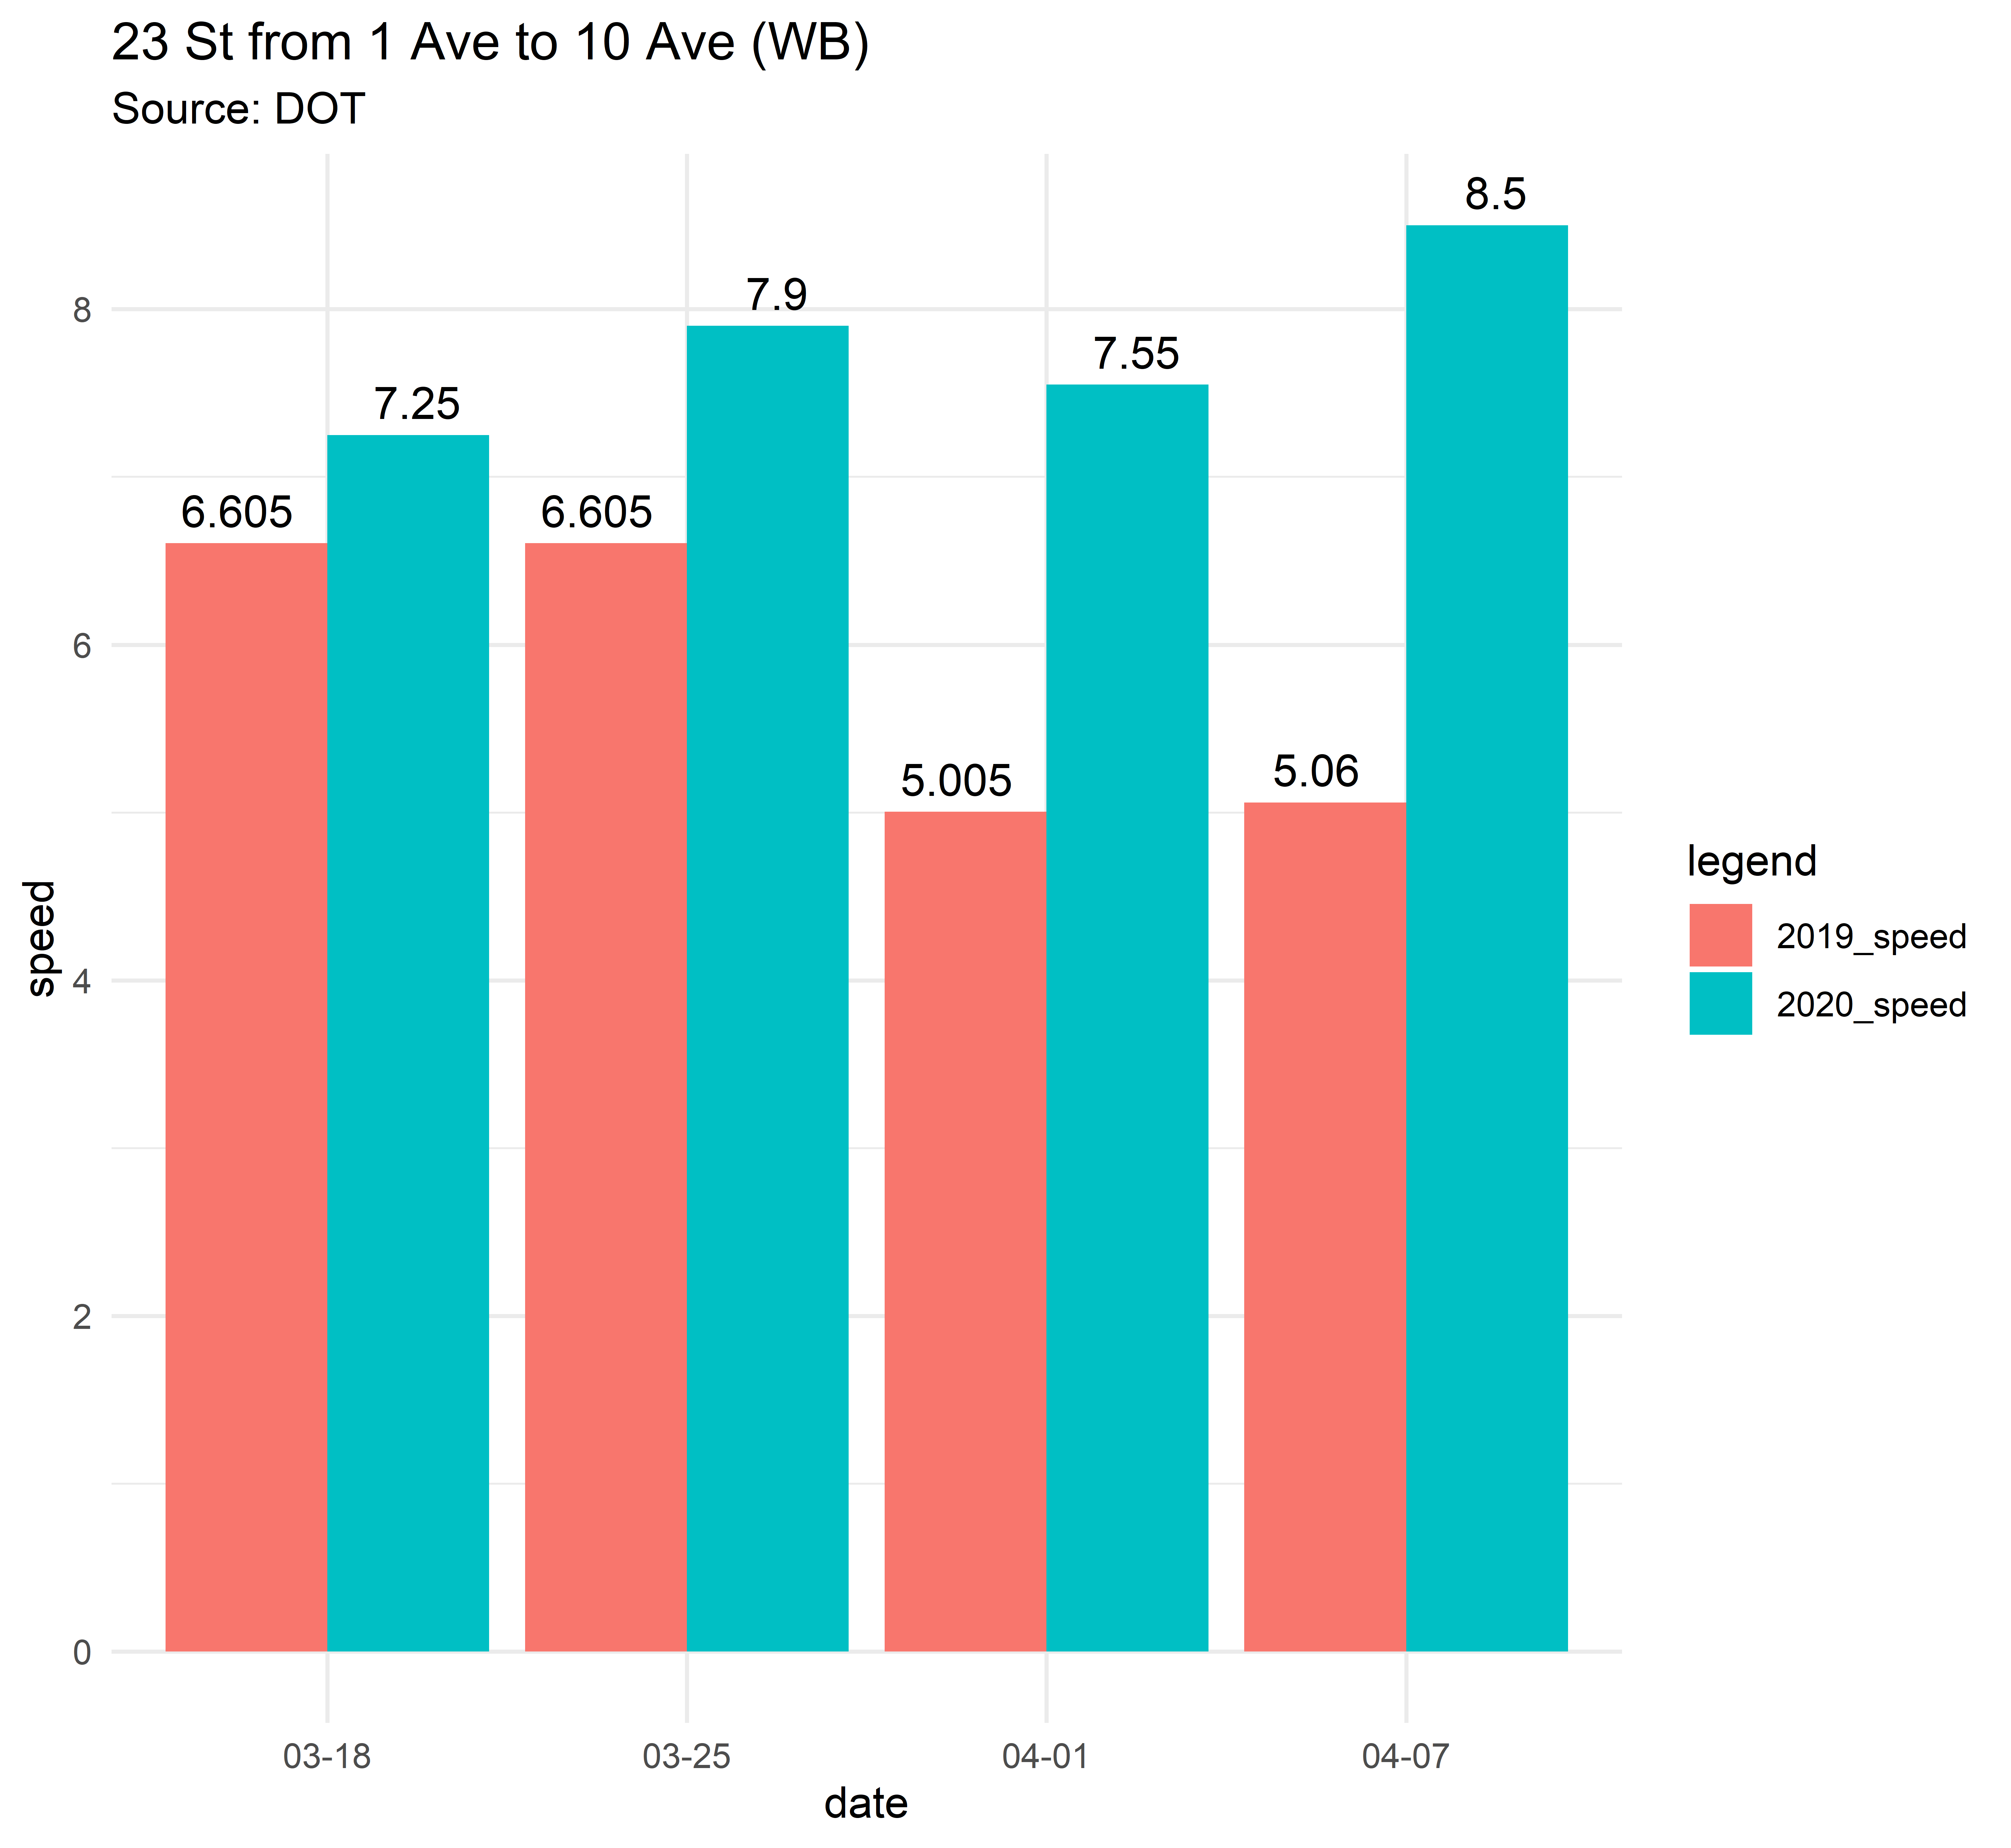 23 St from 1 Ave to 10 Ave (WB)
Source: DOT
8.5
7.9
7.55
7.25
6.605
6.605
5.06
5.005
8
6
4
2
0
speed
03-18
03-25
04-01
04-07
date
legend
2019_speed
2020_speed